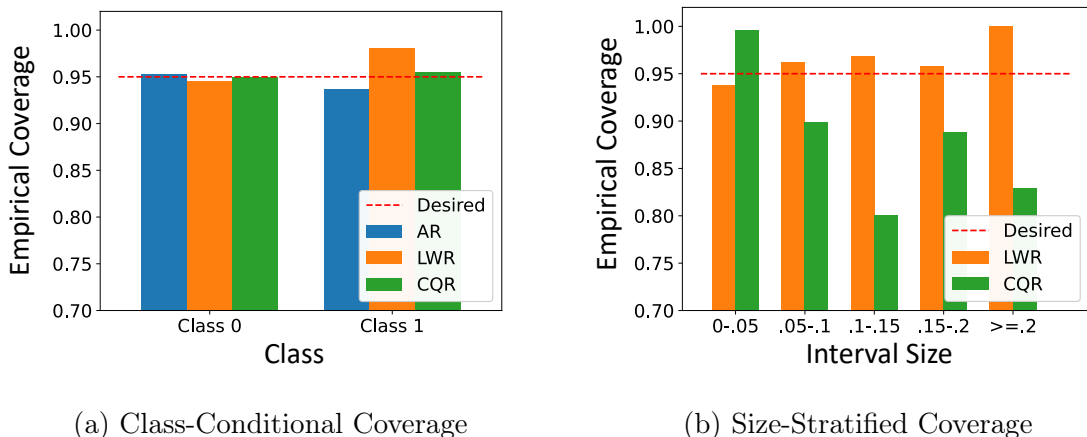 Empirical Coverage
1.00
0.95
0.90
0.85
0.80
0.75
0.70
Desired
AR
LWR
CQR
Class 0 Class 1
Class
(a) Class-Conditional Coverage
Empirical Coverage
1.00
0.95
0.90
0.85
0.80
0.75
0.70
Desired
LWR
CQR
0-.05 .05-.1 .1-.15 .15-.2 >=.2
Interval Size
(b) Size-Stratified Coverage